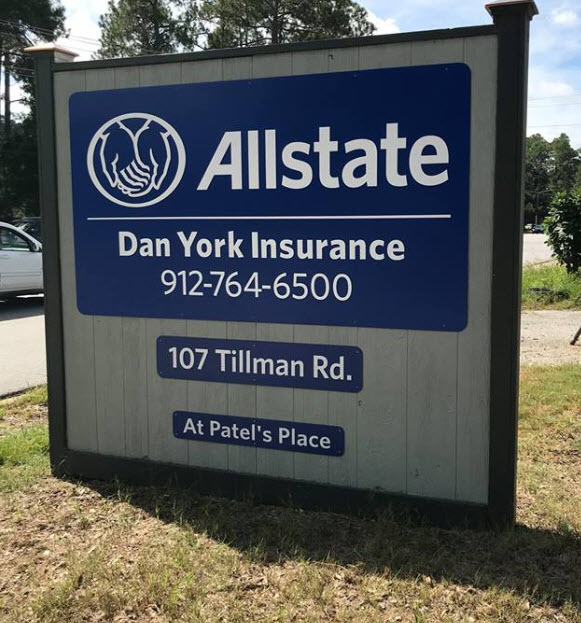 Allstate
Dan York Insurance
912-764-6500
107 Tillman Rd.
At Patel's Place